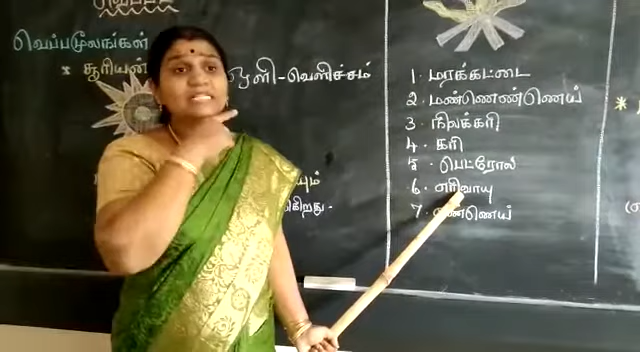 வெப்பமூலங்கள்
* சூரியன்
ஒளி-வெளிச்சம்
1. மரக்கட்டை
2. மண்ணெண்ணெய்
3. நிலக்கரி
4. கரி
5. பெட்ரோல்
6. எரிவாயு
7. எண்ணெய்